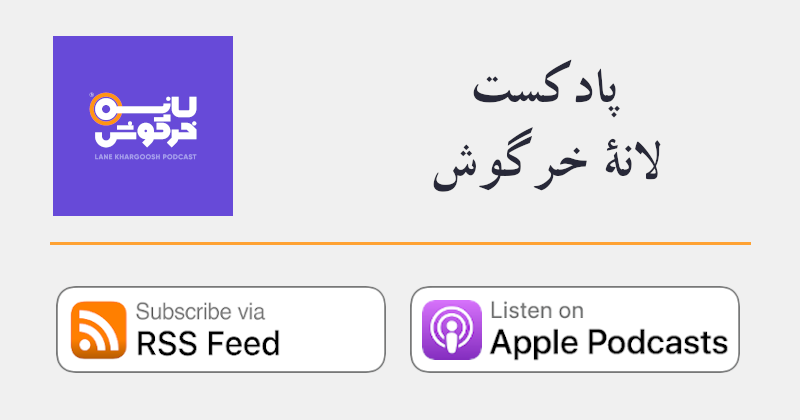 لانه
خرگوش
LANE KHARGOOSH PODCAST
پادکست
لانهٔ خرگوش
Subscribe via
RSS Feed
Listen on
Apple Podcasts